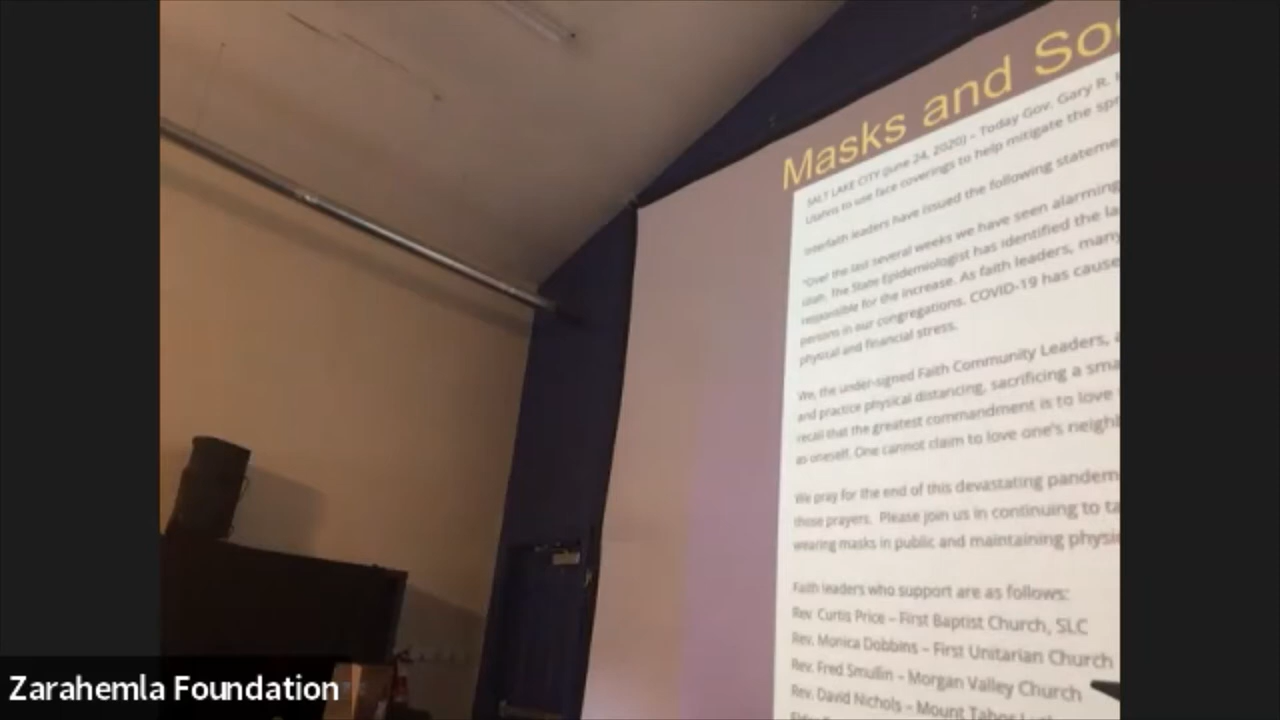 Masks and So
SALT LAKE CITY (June 24, 2020) – Today Gov. Gary R.
Utahns to use face coverings to help mitigate the spr
Interfaith leaders have issued the following stateme
"Over the last several weeks we have seen alarming
utah. The State Epidemiologist has identified the la
responsible for the increase. As faith leaders, many
persons in our congregations. COVID-19 has cause
physical and financial stress.
We, the under-signed Faith Community Leaders, a
and practice physical distancing, sacrificing a sma
recall that the greatest commandment is to love
as oneself. One cannot claim to love one's neighb
We pray for the end of this devastating pandem
those prayers. Please join us in continuing to ta
wearing masks in public and maintaining physic
Faith leaders who support are as follows:
Rev. Curtis Price – First Baptist Church, SLC
Rev. Monica Dobbins – First Unitarian Church
Rev. Fred Smullin – Morgan Valley Church
Rev. David Nichols – Mount Tabor Lut
Zarahemla Foundation